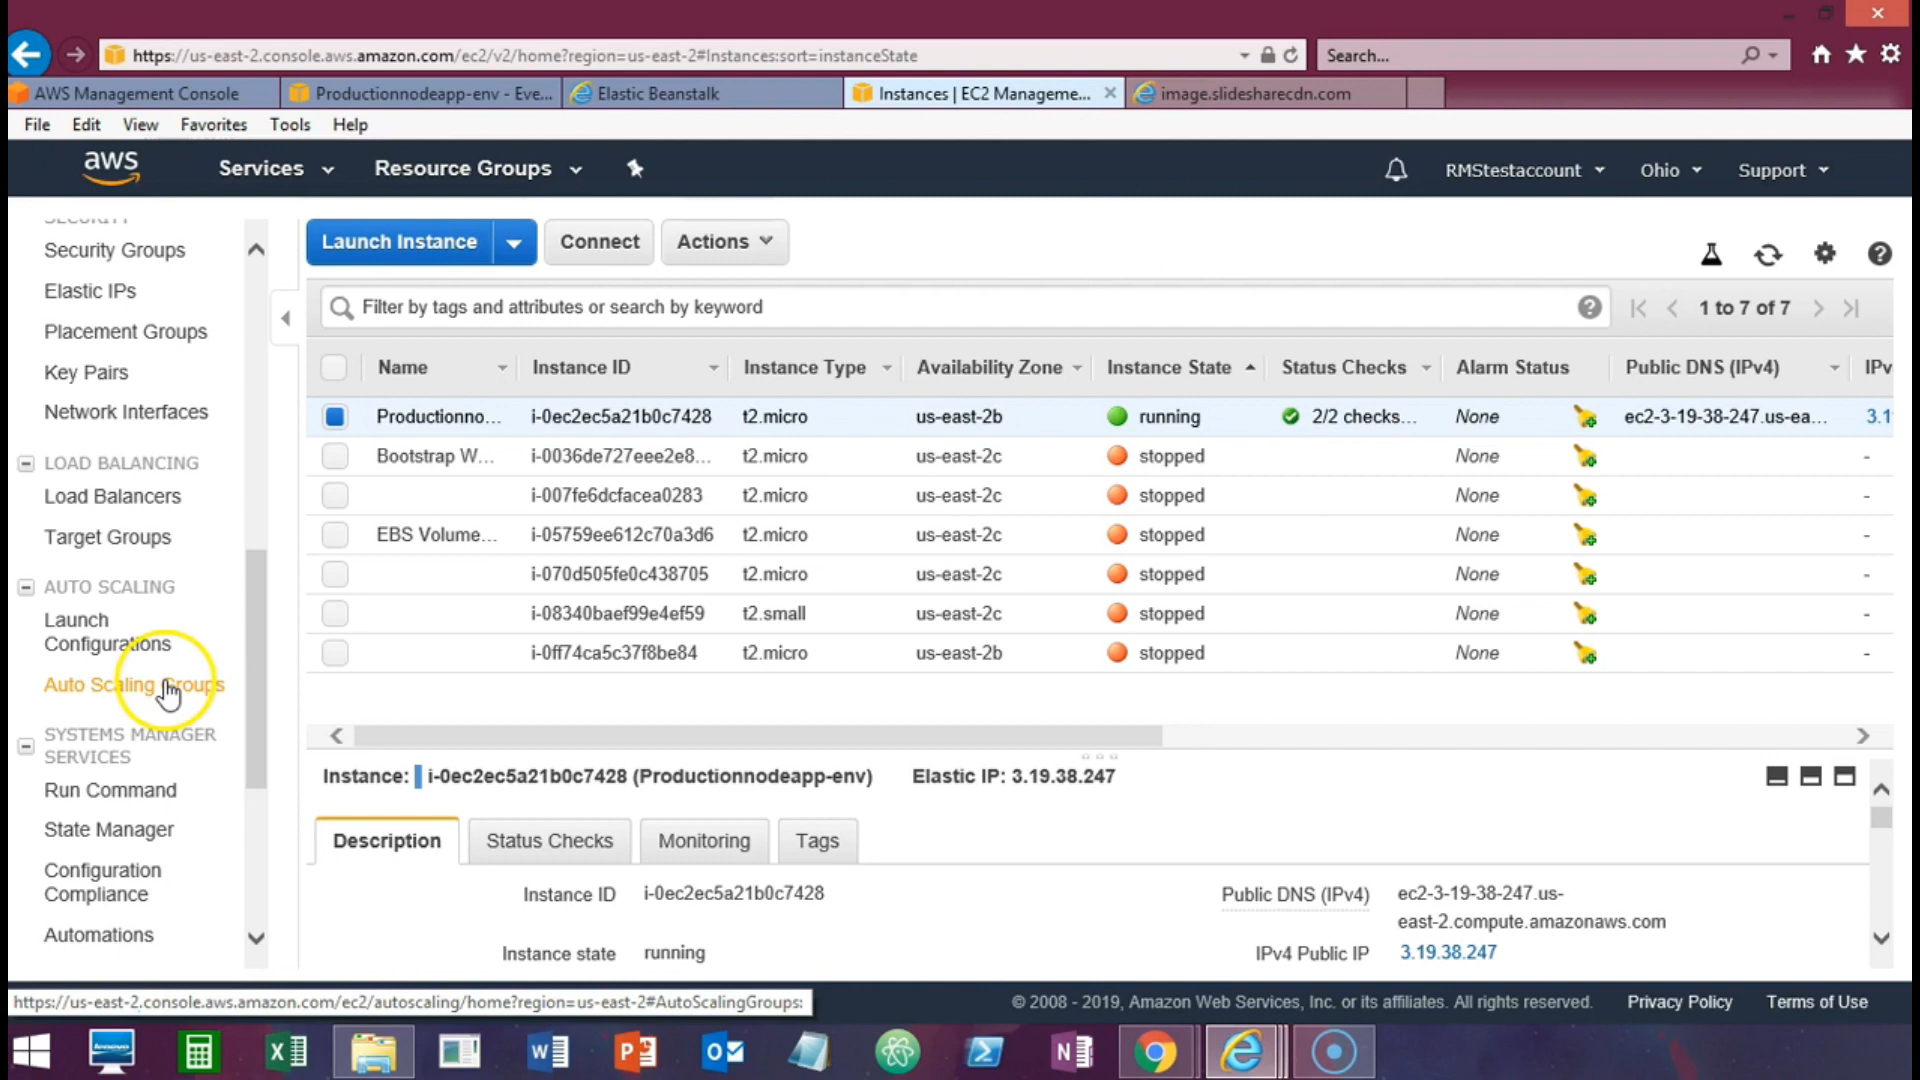 https://us-east-2.console.aws.amazon.com/ec2/v2/home?region=us-east-2#Instances:sort=instanceState
Search...
AWS Management Console
Productionnodeapp-env - Eve...
Elastic Beanstalk
Instances | EC2 Manageme...
image.slidesharecdn.com
File Edit View Favorites Tools Help
aws
Services
Resource Groups
RMStestaccount
Ohio
Support
SECURITY
Security Groups
Elastic IPs
Placement Groups
Key Pairs
Network Interfaces
LOAD BALANCING
Load Balancers
Target Groups
AUTO SCALING
Launch
Configurations
Auto Scaling Groups
SYSTEMS MANAGER
SERVICES
Run Command
State Manager
Configuration
Compliance
Automations
Launch Instance
Connect
Actions
Filter by tags and attributes or search by keyword
1 to 7 of 7
Name Instance ID Instance Type Availability Zone Instance State Status Checks Alarm Status Public DNS (IPv4) IPv
Productionno... i-0ec2ec5a21b0c7428 t2.micro us-east-2b running 2/2 checks... None ec2-3-19-38-247.us-ea... 3.1
Bootstrap W... i-0036de727eee2e8... t2.micro us-east-2c stopped None -
i-007fe6dcfacea0283 t2.micro us-east-2c stopped None -
EBS Volume... i-05759ee612c70a3d6 t2.micro us-east-2c stopped None -
i-070d505fe0c438705 t2.micro us-east-2c stopped None -
i-08340baef99e4ef59 t2.small us-east-2c stopped None -
i-0ff74ca5c37f8be84 t2.micro us-east-2b stopped None -
Instance: i-0ec2ec5a21b0c7428 (Productionnodeapp-env) Elastic IP: 3.19.38.247
Description Status Checks Monitoring Tags
Instance ID i-0ec2ec5a21b0c7428
Public DNS (IPv4) ec2-3-19-38-247.us-
east-2.compute.amazonaws.com
Instance state running
IPv4 Public IP 3.19.38.247
https://us-east-2.console.aws.amazon.com/ec2/autoscaling/home?region=us-east-2#AutoScalingGroups:
© 2008 - 2019, Amazon Web Services, Inc. or its affiliates. All rights reserved. Privacy Policy Terms of Use
lenovo